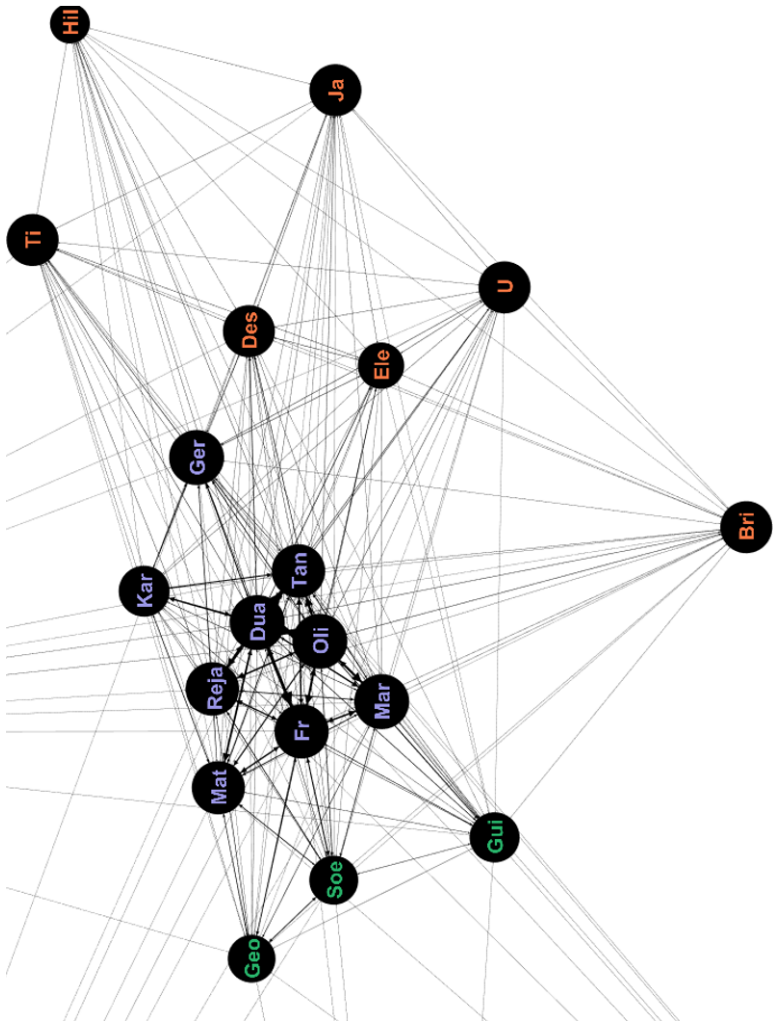 Hil
Ja
Ti
U
Des
Ele
Ger
Bri
Tan
Kar
Dua
Oli
Reja
Mar
Fr
Mat
Gui
Soe
Geo